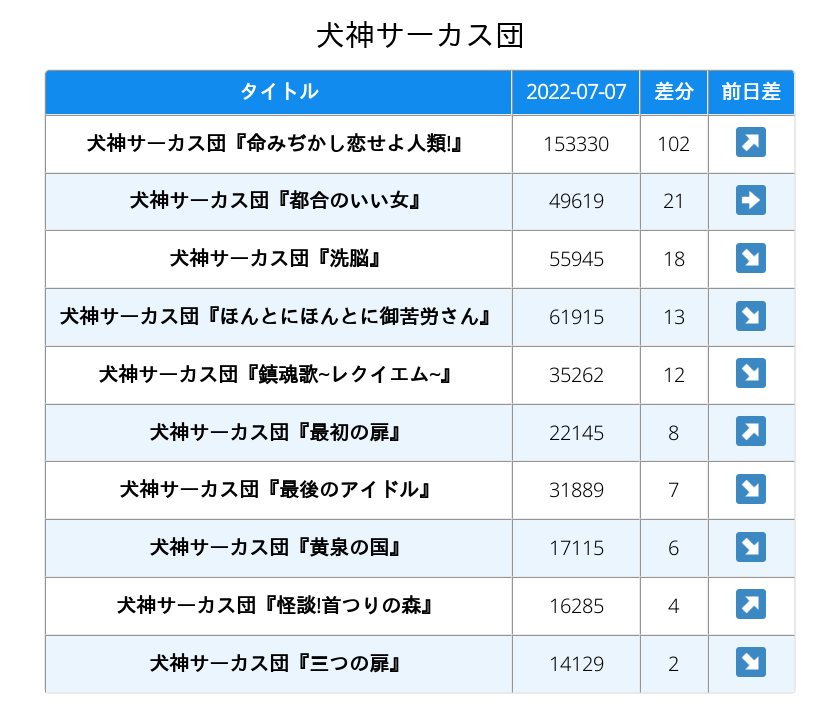 犬神サーカス団
タイトル 2022-07-07 差分 前日差
犬神サーカス団『命みぢかし恋せよ人類!』 153330 102 ↗
犬神サーカス団『都合のいい女』 49619 21 ➡
犬神サーカス団『洗脳』 55945 18 ↘
犬神サーカス団『ほんとにほんとに御苦労さん』 61915 13 ↘
犬神サーカス団『鎮魂歌~レクイエム~』 35262 12 ↘
犬神サーカス団『最初の扉』 22145 8 ↗
犬神サーカス団『最後のアイドル』 31889 7 ↘
犬神サーカス団『黄泉の国』 17115 6 ↘
犬神サーカス団『怪談!首つりの森』 16285 4 ↗
犬神サーカス団『三つの扉』 14129 2 ↘